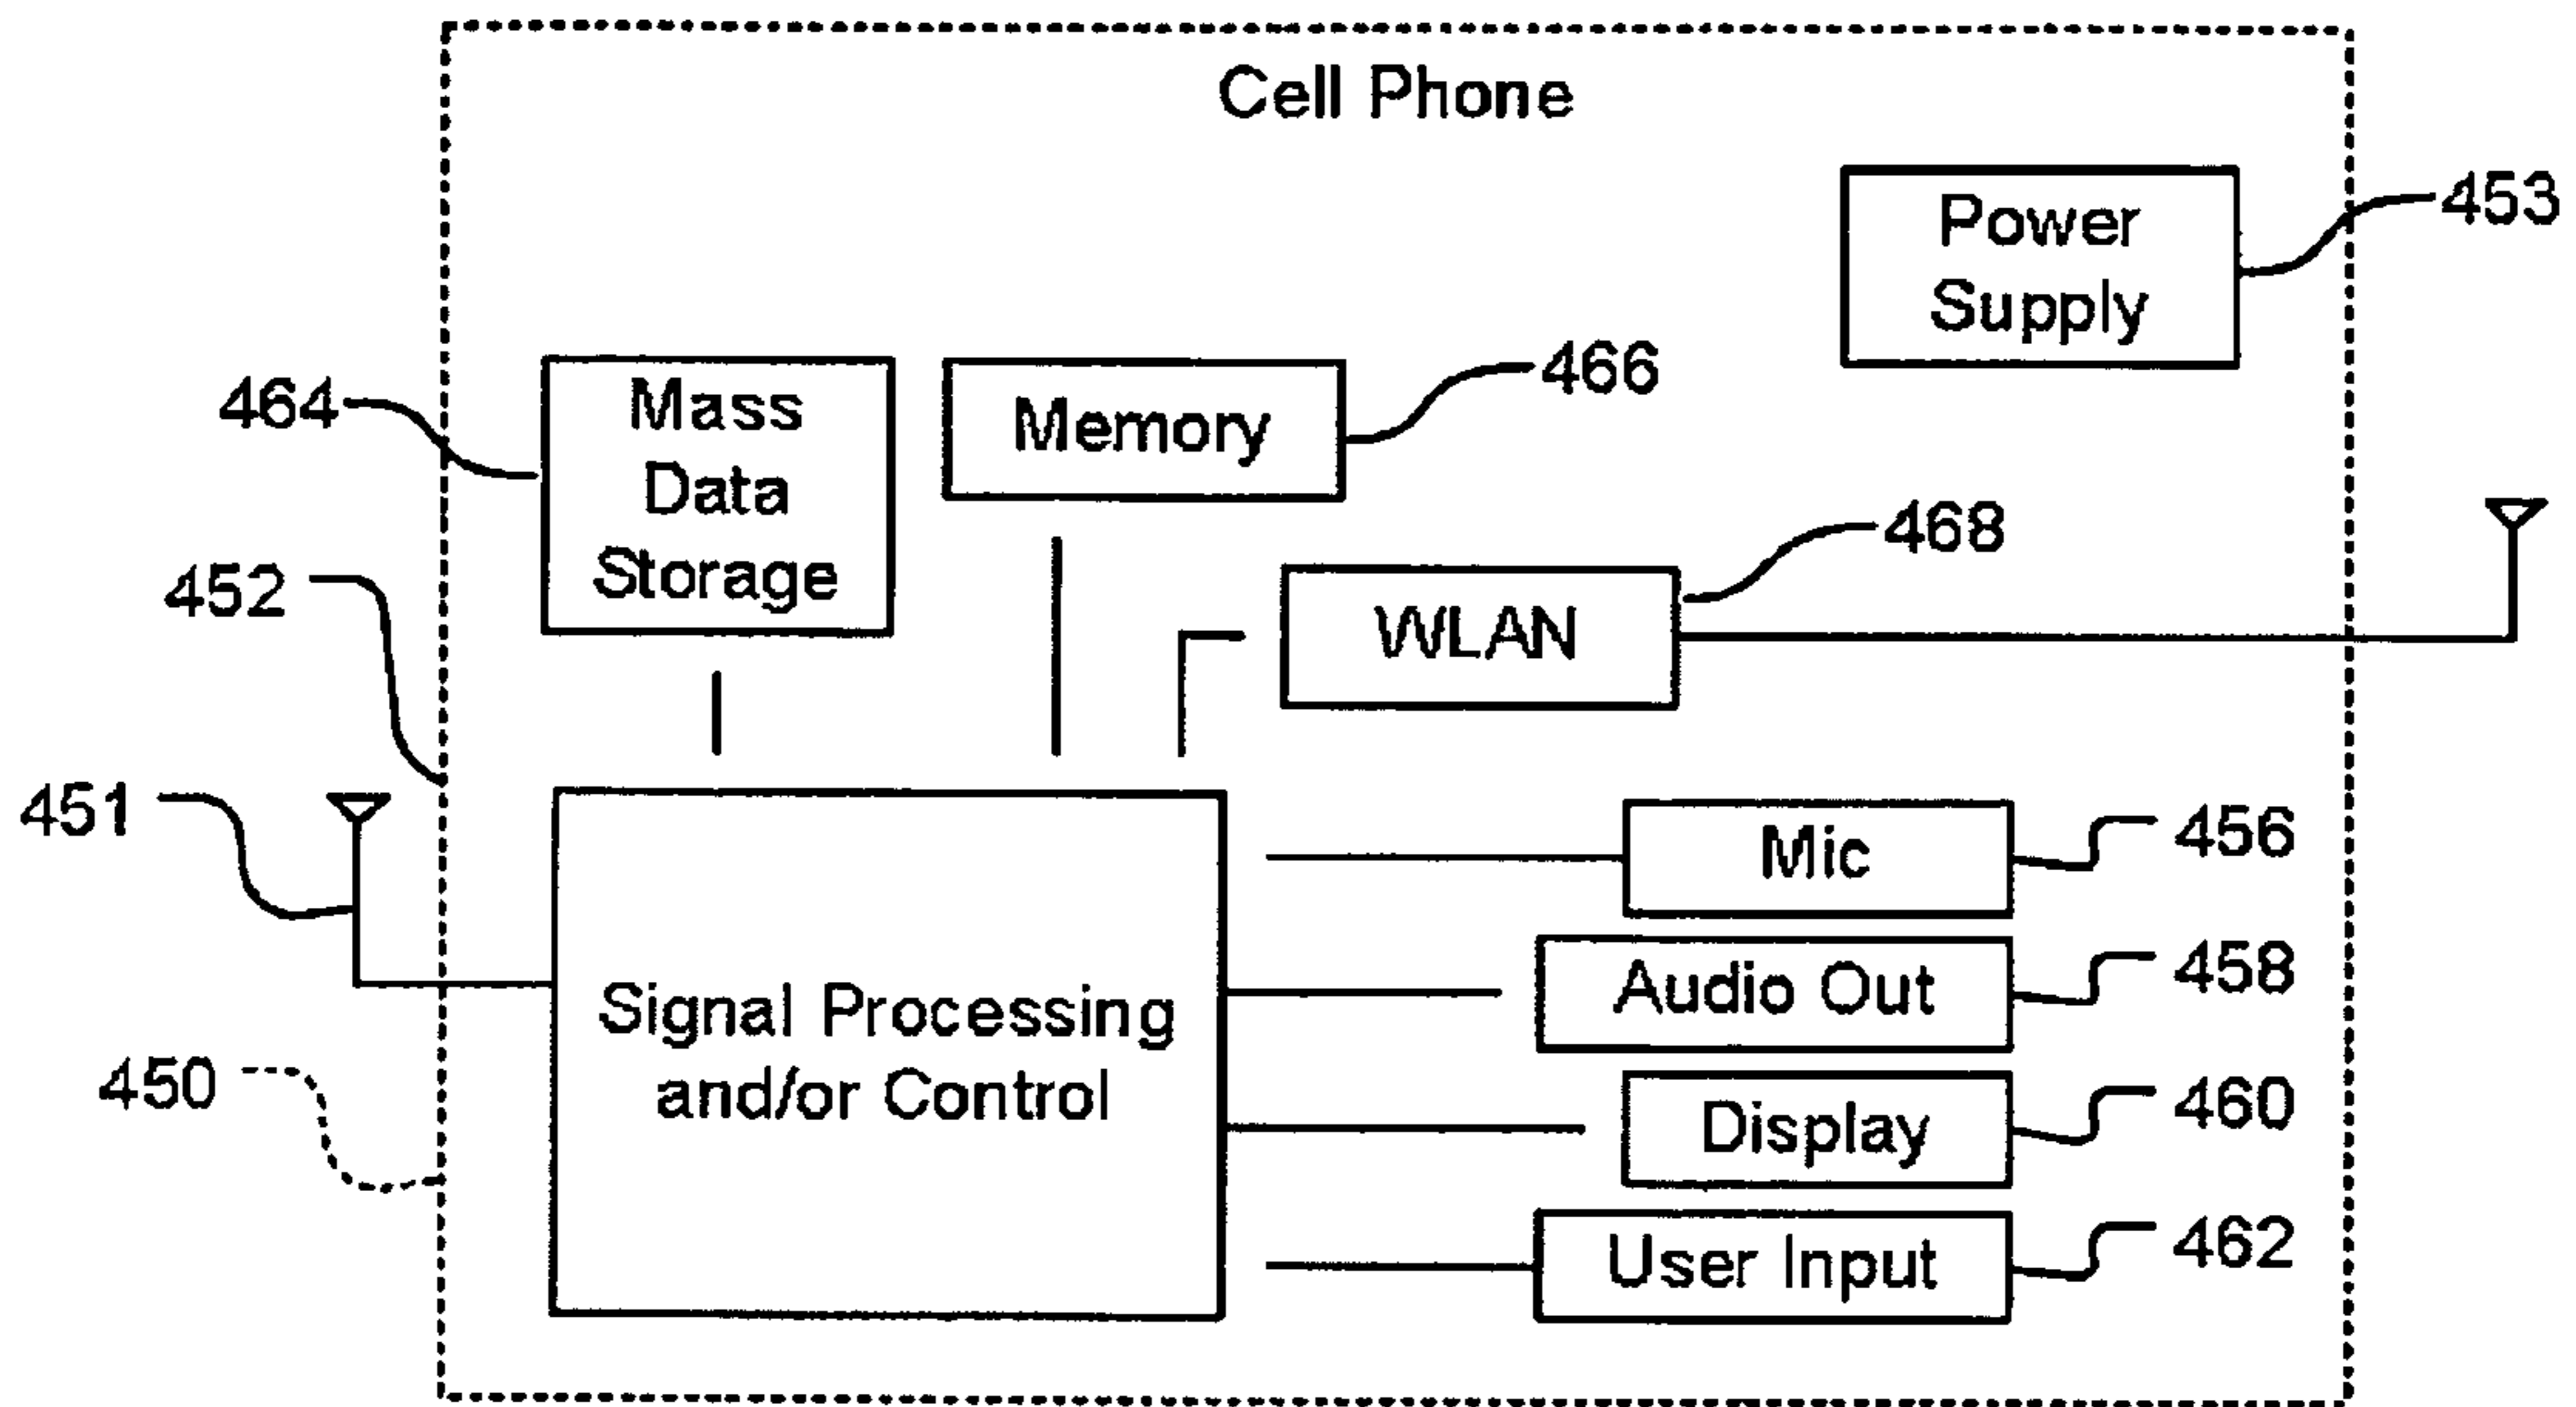 Cell Phone
Power
Supply
453
464
Mass
Data
Storage
Memory
466
468
WLAN
452
451
450
Signal Processing
and/or Control
Mic
456
Audio Out
458
Display
460
User Input
462